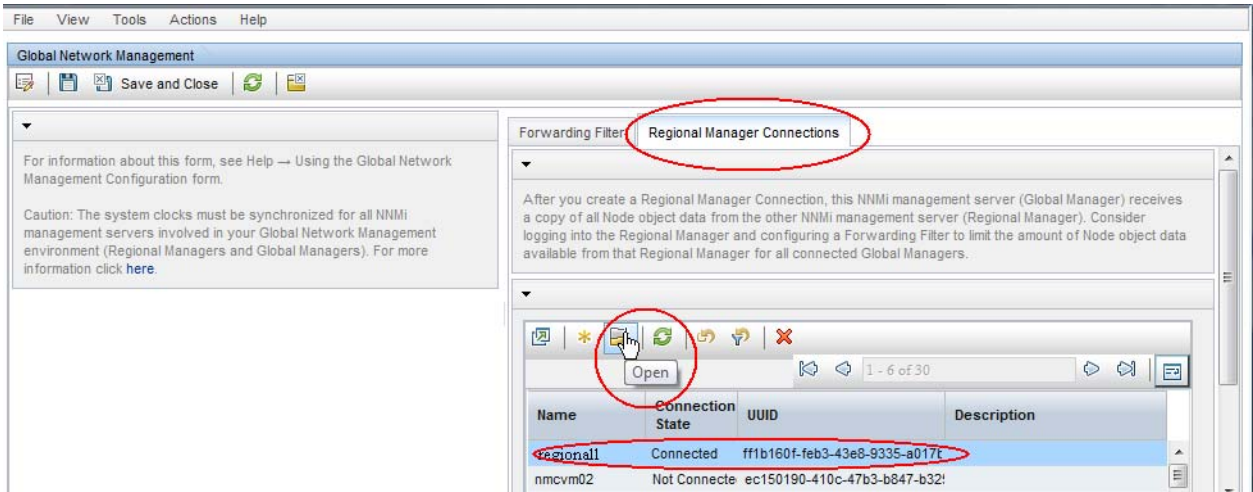 File View Tools Actions Help
Global Network Management
Save and Close
For information about this form, see Help → Using the Global Network
Management Configuration form.
Caution: The system clocks must be synchronized for all NNMi
management servers involved in your Global Network Management
environment (Regional Managers and Global Managers). For more
information click here.
Forwarding Filter Regional Manager Connections
After you create a Regional Manager Connection, this NNMi management server (Global Manager) receives
a copy of all Node object data from the other NNMi management server (Regional Manager). Consider
logging into the Regional Manager and configuring a Forwarding Filter to limit the amount of Node object data
available from that Regional Manager for all connected Global Managers.
Open
1 - 6 of 30
Name Connection State UUID Description
regional1 Connected ff1b160f-feb3-43e8-9335-a017b
nmcvm02 Not Connecte ec150190-410c-47b3-b847-b32